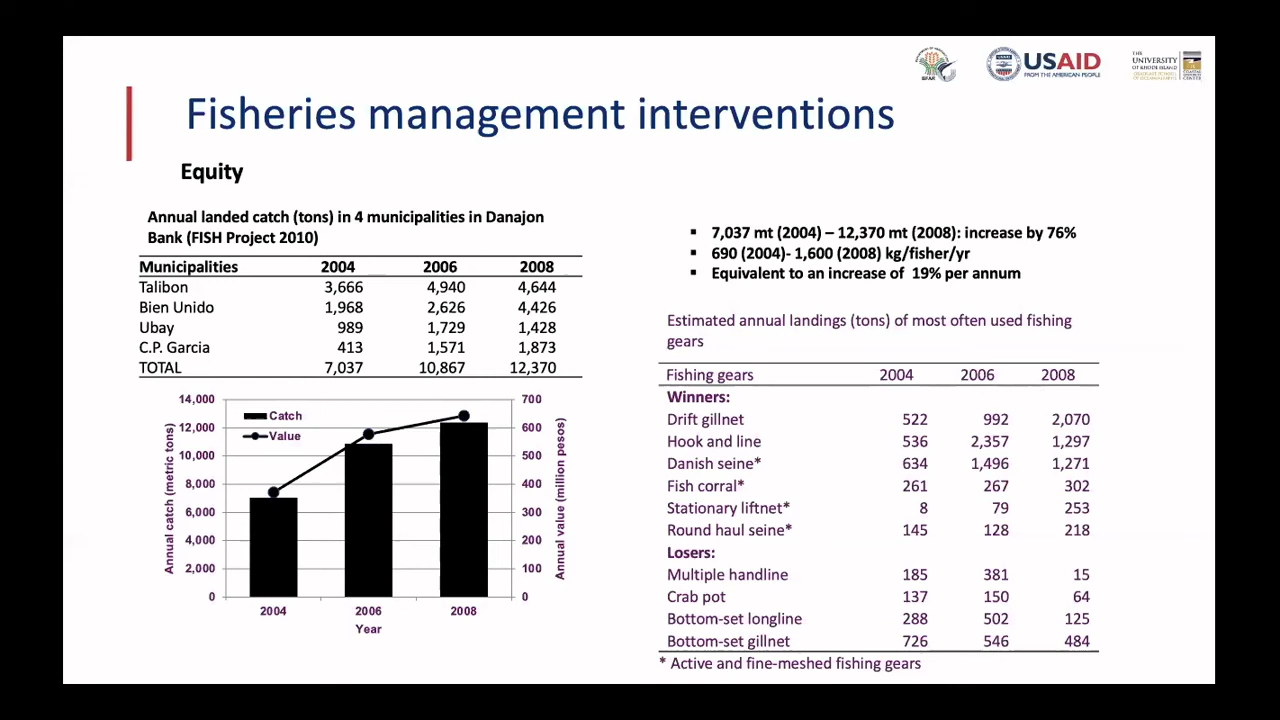 BFAR
USAID
FROM THE AMERICAN PEOPLE
THE
UNIVERSITY
OF RHODE ISLAND
Fisheries management interventions
Equity
Annual landed catch (tons) in 4 municipalities in Danajon
Bank (FISH Project 2010)
Municipalities 2004 2006 2008
Talibon 3,666 4,940 4,644
Bien Unido 1,968 2,626 4,426
Ubay 989 1,729 1,428
C.P. Garcia 413 1,571 1,873
TOTAL 7,037 10,867 12,370
14,000
12,000
10,000
8,000
6,000
4,000
2,000
0
Annual catch (metric tons)
Catch
Value
700
600
500
400
300
200
100
0
Annual value (million pesos)
2004 2006 2008
Year
▪ 7,037 mt (2004) – 12,370 mt (2008): increase by 76%
▪ 690 (2004)- 1,600 (2008) kg/fisher/yr
▪ Equivalent to an increase of 19% per annum
Estimated annual landings (tons) of most often used fishing
gears
Fishing gears 2004 2006 2008
Winners:
Drift gillnet 522 992 2,070
Hook and line 536 2,357 1,297
Danish seine* 634 1,496 1,271
Fish corral* 261 267 302
Stationary liftnet* 8 79 253
Round haul seine* 145 128 218
Losers:
Multiple handline 185 381 15
Crab pot 137 150 64
Bottom-set longline 288 502 125
Bottom-set gillnet 726 546 484
* Active and fine-meshed fishing gears